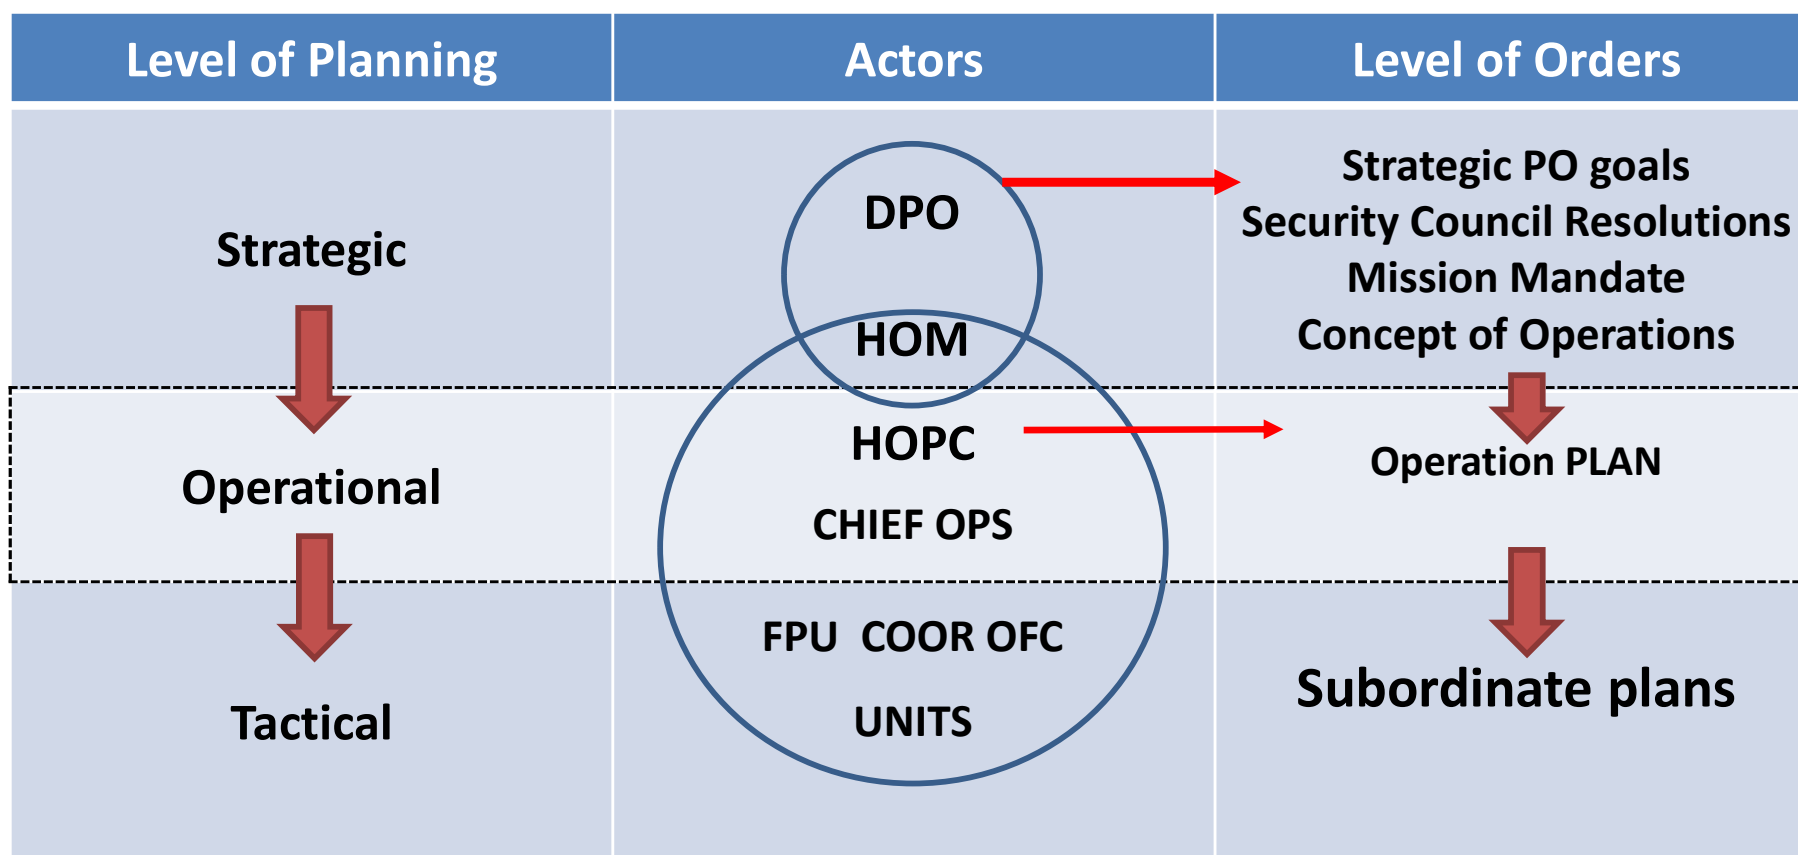 Level of Planning
Actors
Level of Orders
Strategic
DPO
HOM
Strategic PO goals
Security Council Resolutions
Mission Mandate
Concept of Operations
Operational
HOPC
CHIEF OPS
Operation PLAN
Tactical
FPU COOR OFC
UNITS
Subordinate plans